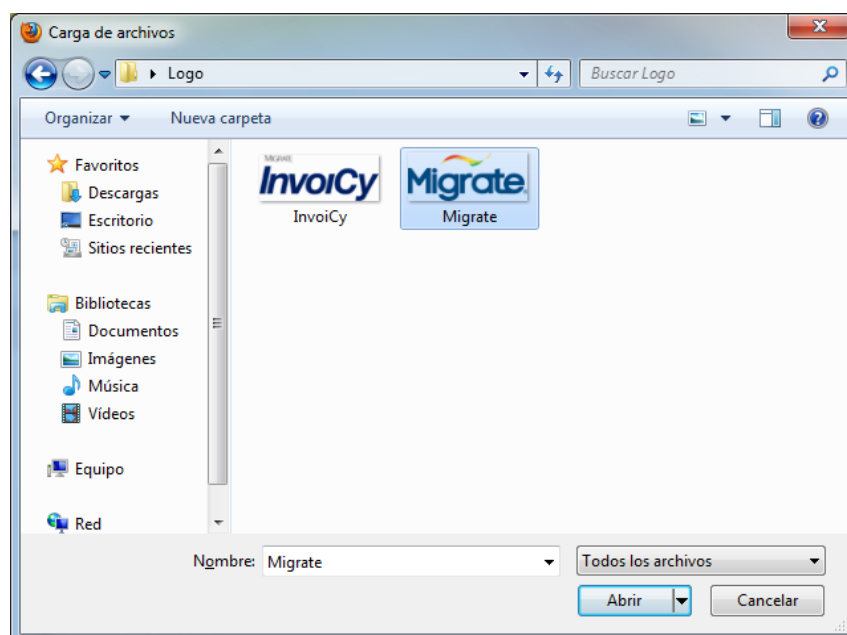 Carga de archivos
Logo
Buscar Logo
Organizar
Nueva carpeta
Favoritos
Descargas
Escritorio
Sitios recientes
Bibliotecas
Documentos
Imágenes
Música
Vídeos
Equipo
Red
MIGRATE
InvoiCy
InvoiCy
Migrate
Migrate
Nombre: Migrate
Todos los archivos
Abrir
Cancelar